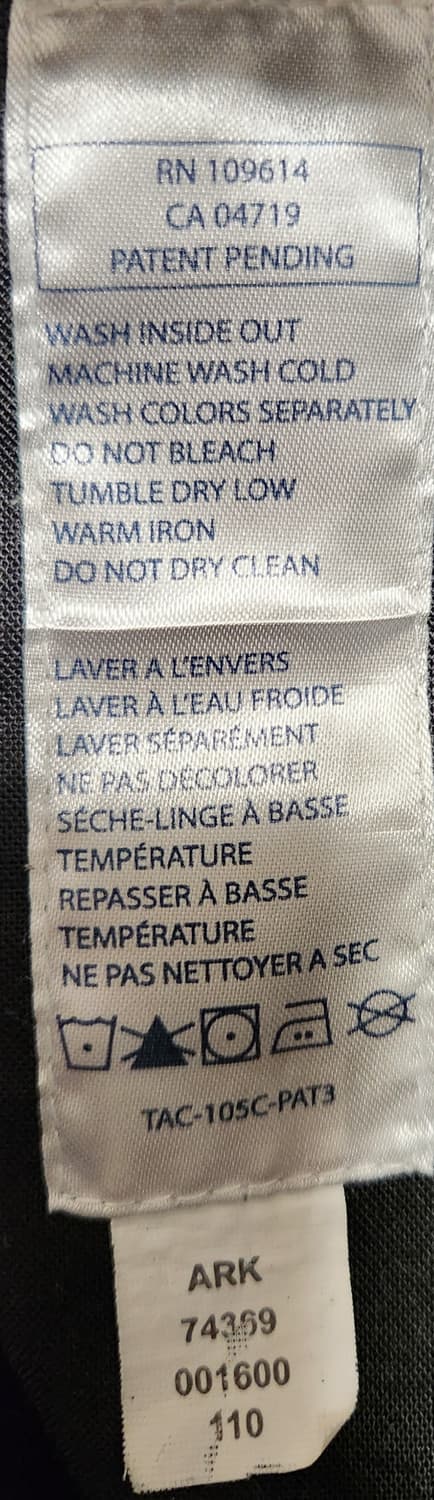 RN 109614
CA 04719
PATENT PENDING
WASH INSIDE OUT
MACHINE WASH COLD
WASH COLORS SEPARATELY
DO NOT BLEACH
TUMBLE DRY LOW
WARM IRON
DO NOT DRY CLEAN
LAVER A L'ENVERS
LAVER À L'EAU FROIDE
LAVER SÉPARÉMENT
NE PAS DÉCOLORER
SÉCHE-LINGE À BASSE
TEMPÉRATURE
REPASSER À BASSE
TEMPÉRATURE
NE PAS NETTOYER A SEC
TAC-105C-PAT3
ARK
74369
001600
110